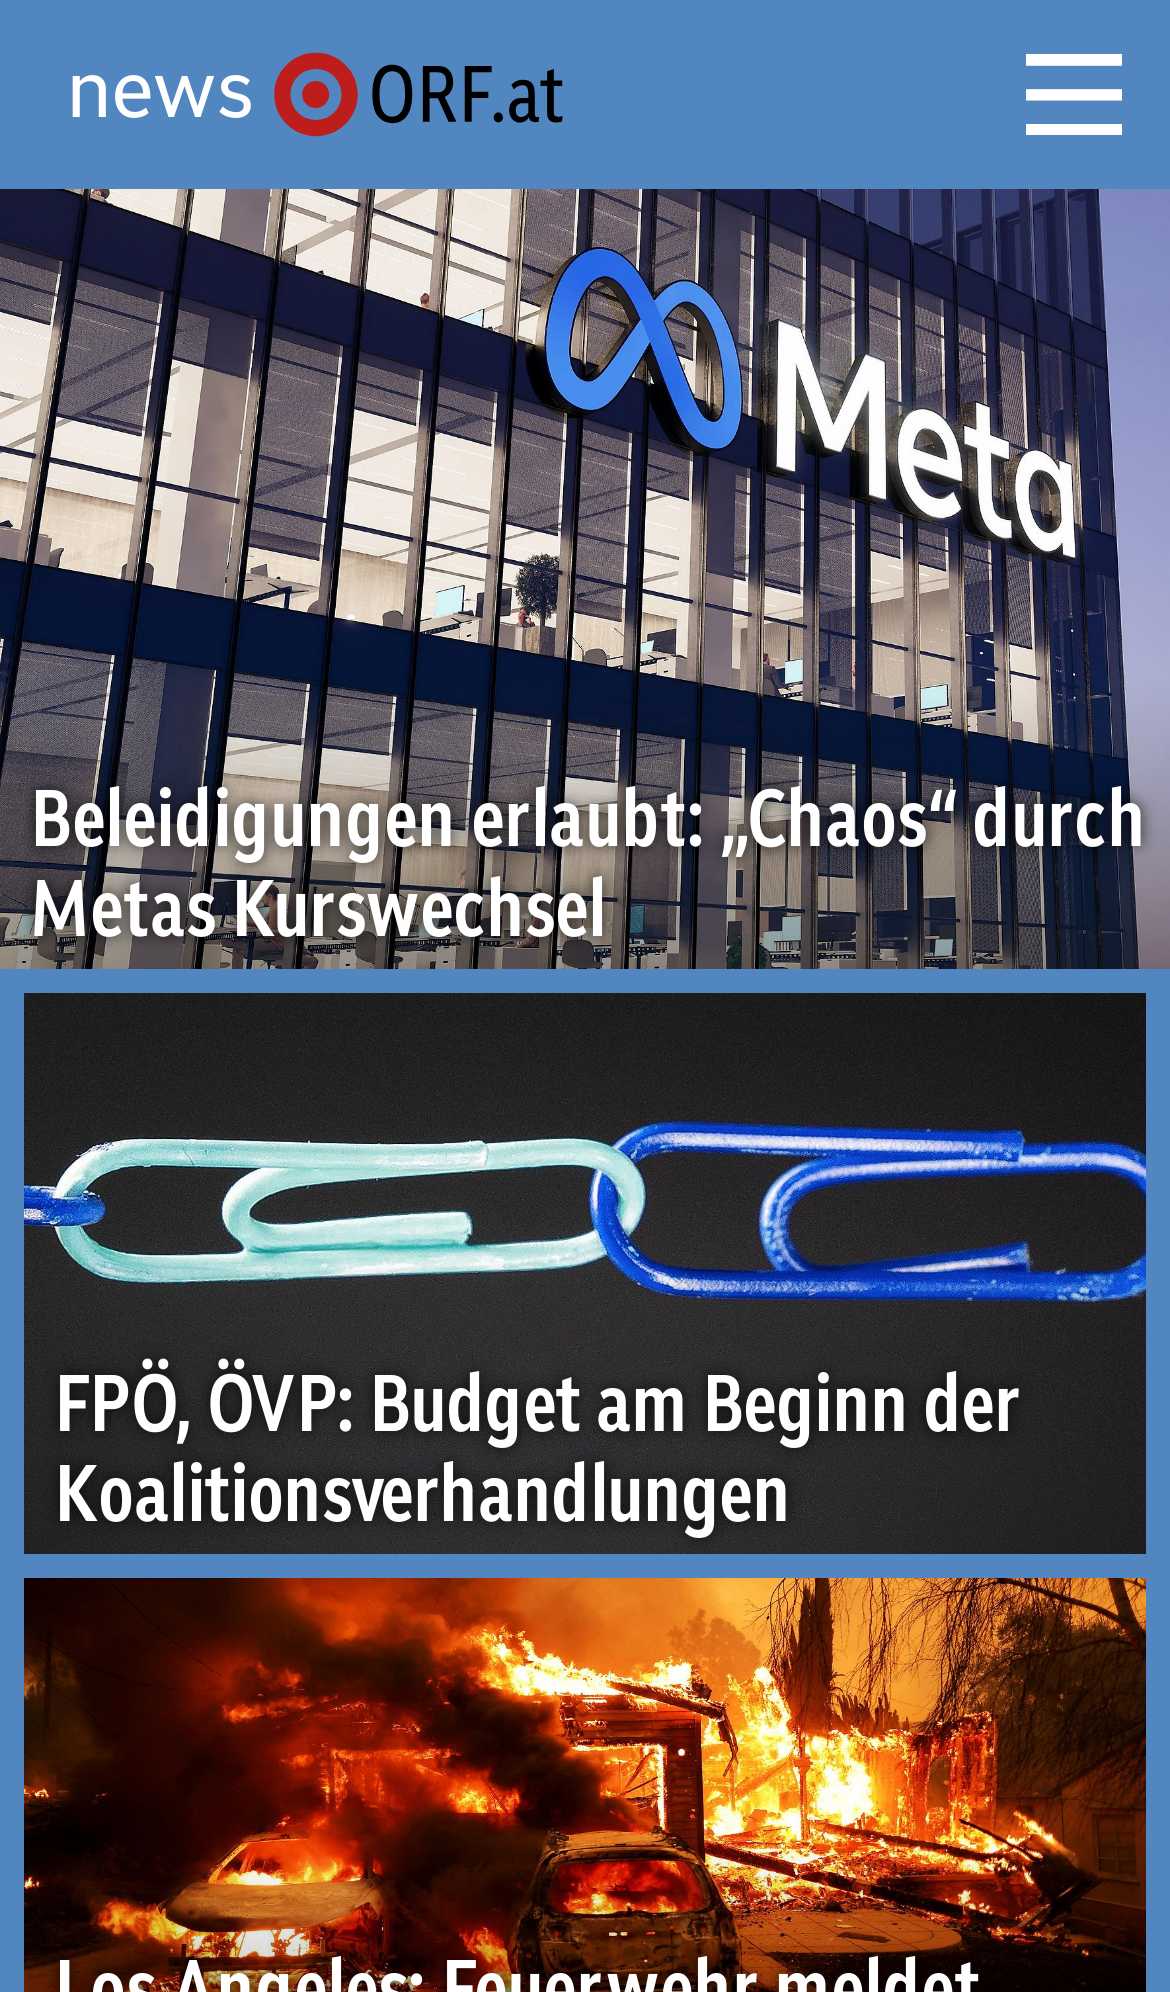 news ORF.at
Meta
Beleidigungen erlaubt: „Chaos“ durch
Metas Kurswechsel
FPÖ, ÖVP: Budget am Beginn der
Koalitionsverhandlungen
Los Angeles: Feuerwehr meldet